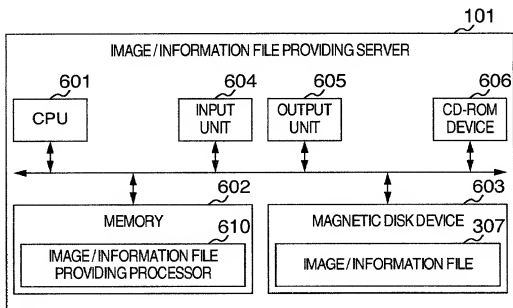 101
IMAGE/INFORMATION FILE PROVIDING SERVER
601
604
605
606
CPU
INPUT
UNIT
OUTPUT
UNIT
CD-ROM
DEVICE
602
603
MEMORY
MAGNETIC DISK DEVICE
610
307
IMAGE/INFORMATION FILE
PROVIDING PROCESSOR
IMAGE/INFORMATION FILE